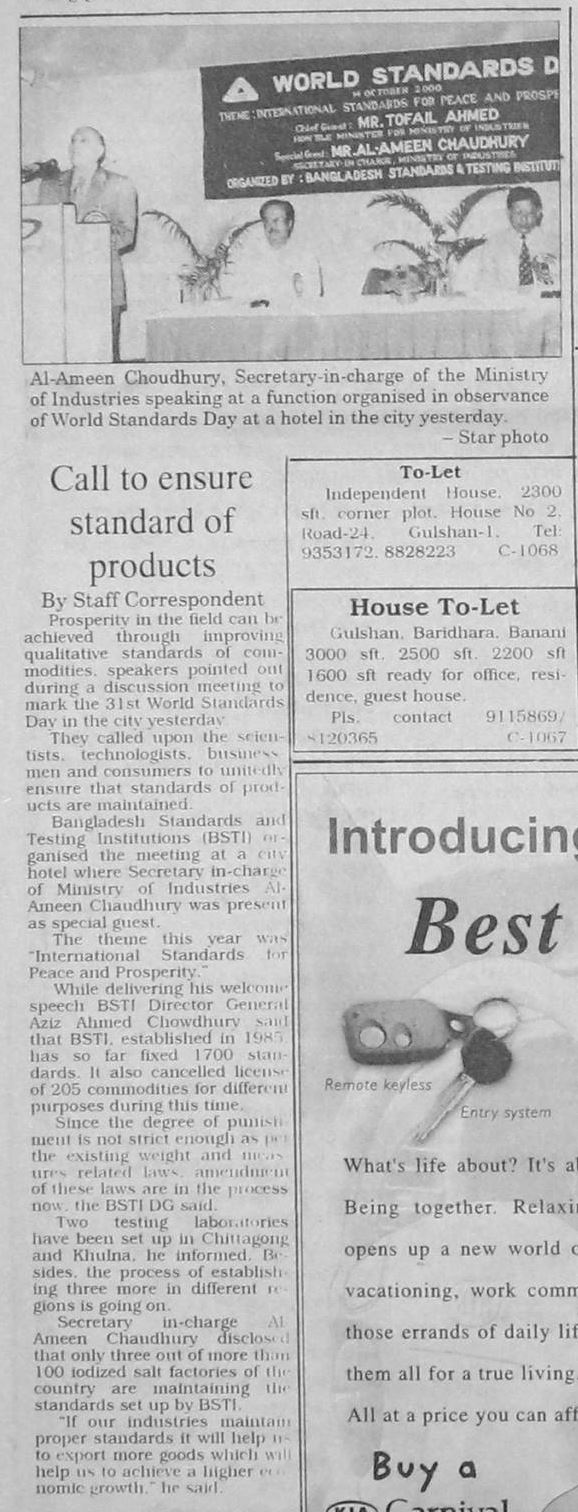 WORLD STANDARDS D
14 OCTOBER 2000
THEME : INTERNATIONAL STANDARDS FOR PEACE AND PROSPE
Chief Guest : MR. TOFAIL AHMED
HON'BLE MINISTER FOR MINISTRY OF INDUSTRIES
Special Guest : MR. AL-AMEEN CHAUDHURY
SECRETARY-IN CHARGE, MINISTRY OF INDUSTRIES
ORGANIZED BY : BANGLADESH STANDARDS & TESTING INSTITUTI
Al-Ameen Choudhury, Secretary-in-charge of the Ministry
of Industries speaking at a function organised in observance
of World Standards Day at a hotel in the city yesterday.
– Star photo
Call to ensure
standard of
products
By Staff Correspondent
Prosperity in the field can be
achieved through improving
qualitative standards of com-
modities, speakers pointed out
during a discussion meeting to
mark the 31st World Standards
Day in the city yesterday
They called upon the scien-
tists, technologists, business-
men and consumers to unitedly
ensure that standards of prod-
ucts are maintained.
Bangladesh Standards and
Testing Institutions (BSTI) or-
ganised the meeting at a city
hotel where Secretary in-charge
of Ministry of Industries Al-
Ameen Chaudhury was present
as special guest.
The theme this year was
"International Standards for
Peace and Prosperity."
While delivering his welcome
speech BSTI Director General
Aziz Ahmed Chowdhury said
that BSTI, established in 1985,
has so far fixed 1700 stan-
dards. It also cancelled license
of 205 commodities for different
purposes during this time.
Since the degree of punish-
ment is not strict enough as per
the existing weight and meas-
ures related laws, amendment
of these laws are in the process
now, the BSTI DG said.
Two testing laboratories
have been set up in Chittagong
and Khulna, he informed. Be-
sides, the process of establish-
ing three more in different re-
gions is going on.
Secretary in-charge Al-
Ameen Chaudhury disclosed
that only three out of more than
100 iodized salt factories of the
country are maintaining the
standards set up by BSTI.
"If our industries maintain
proper standards it will help us
to export more goods which will
help us to achieve a higher eco-
nomic growth," he said.
To-Let
Independent House, 2300
sft. corner plot. House No 2,
Road-24, Gulshan-1, Tel:
9353172, 8828223 C-1068
House To-Let
Gulshan, Baridhara, Banani
3000 sft, 2500 sft, 2200 sft
1600 sft ready for office, resi-
dence, guest house.
Pls. contact 9115869/
8120365 C-1067
Introducing
Best
Remote keyless
Entry system
What's life about? It's al
Being together. Relaxi
opens up a new world o
vacationing, work comm
those errands of daily lif
them all for a true living.
All at a price you can aff
Buy a
KIA Carnival